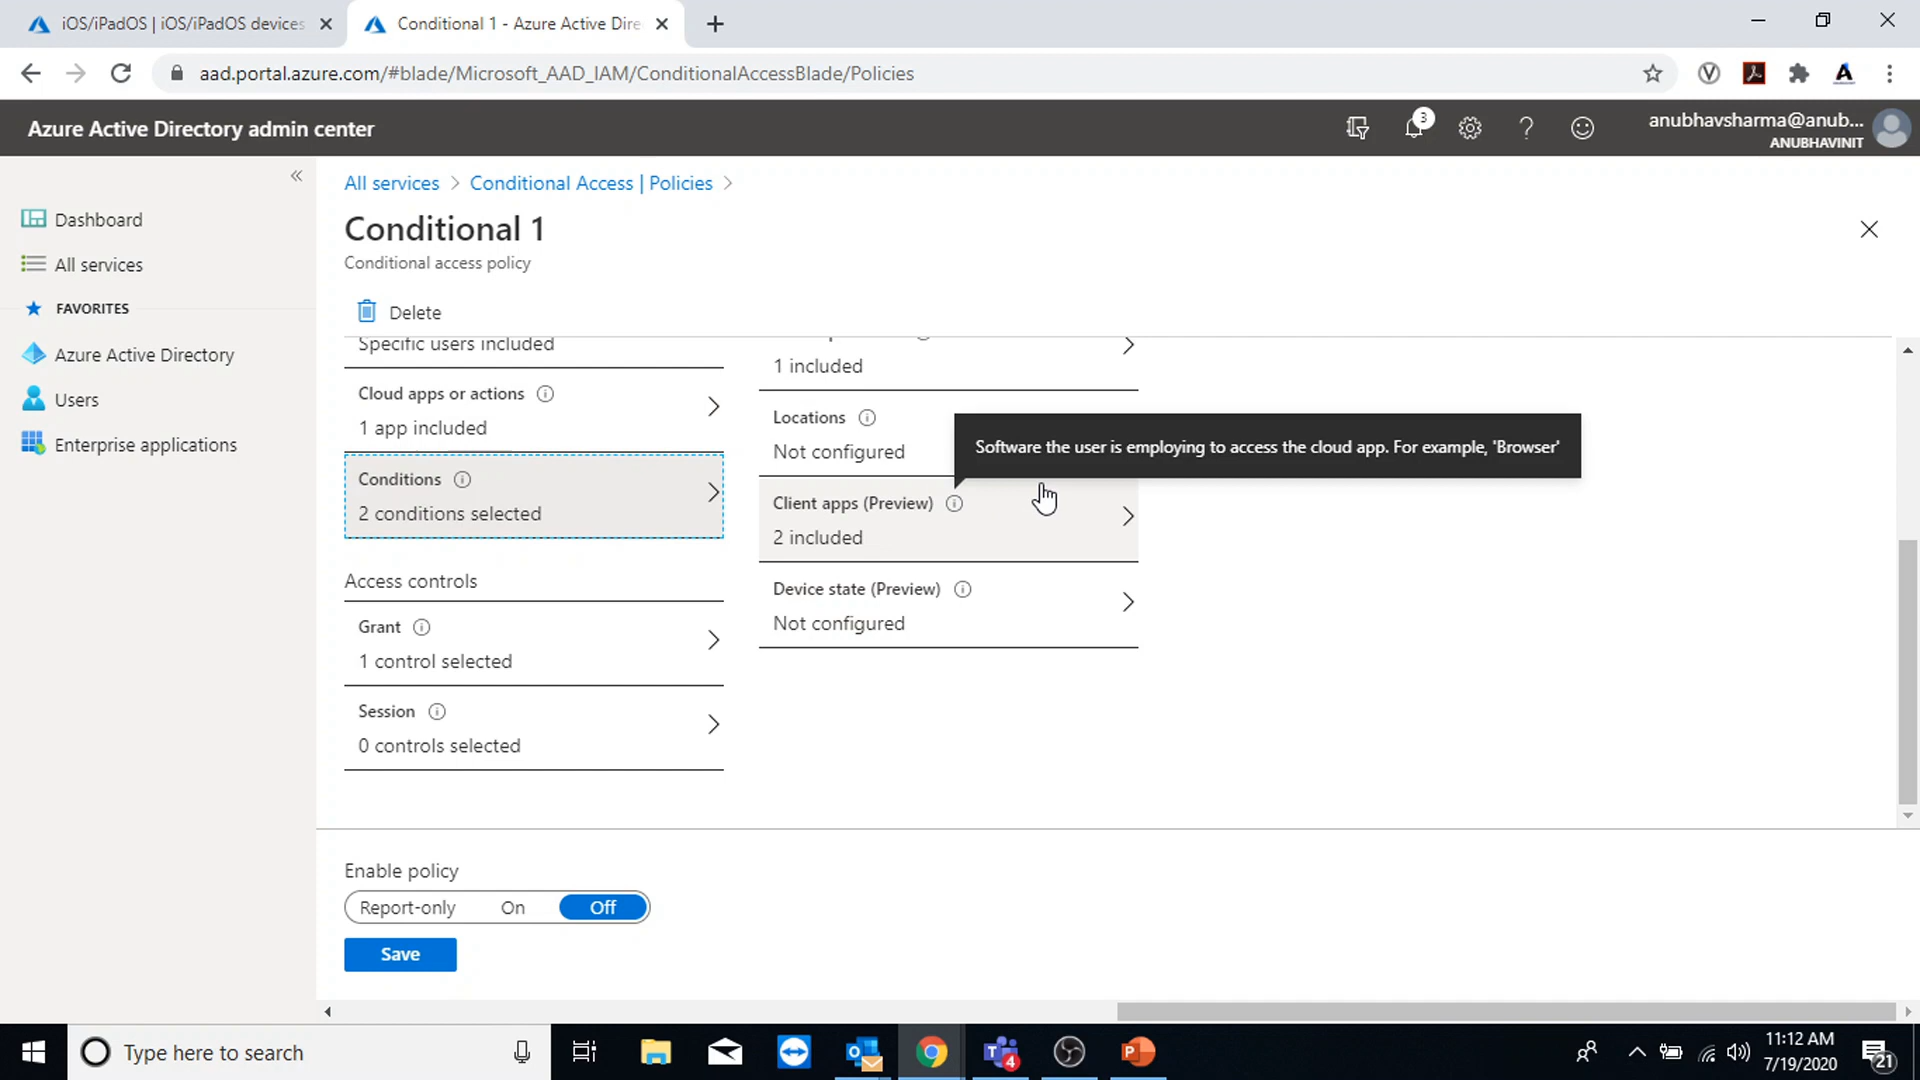 iOS/iPadOS | iOS/iPadOS devices
Conditional 1 - Azure Active Dire
aad.portal.azure.com/#blade/Microsoft_AAD_IAM/ConditionalAccessBlade/Policies
Azure Active Directory admin center
3
anubhavsharma@anub...
ANUBHAVINIT
Dashboard
All services
FAVORITES
Azure Active Directory
Users
Enterprise applications
All services > Conditional Access | Policies >
Conditional 1
Conditional access policy
Delete
Specific users included
Cloud apps or actions
1 app included
Conditions
2 conditions selected
Access controls
Grant
1 control selected
Session
0 controls selected
1 included
Locations
Not configured
Software the user is employing to access the cloud app. For example, 'Browser'
Client apps (Preview)
2 included
Device state (Preview)
Not configured
Enable policy
Report-only On Off
Save
Type here to search
4
11:12 AM
7/19/2020
21